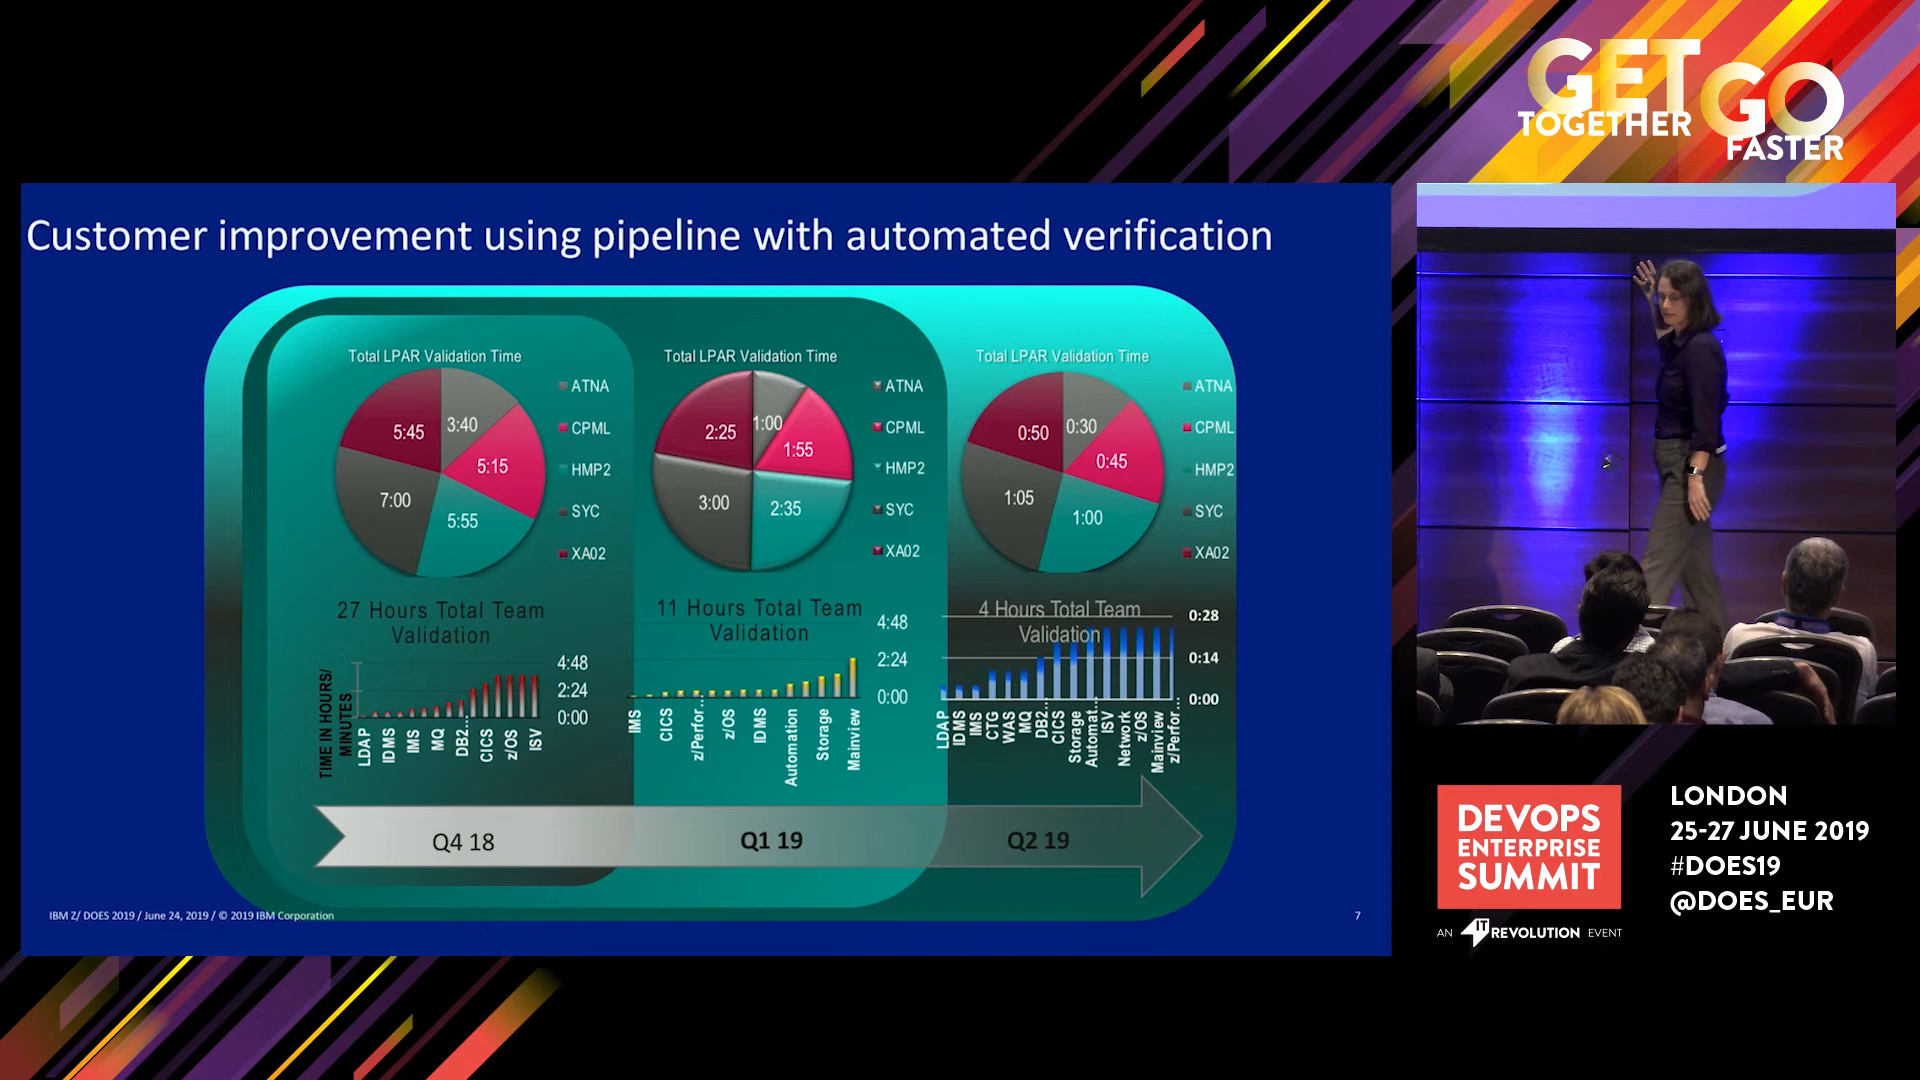 GET
TOGETHER
GO
FASTER
Customer improvement using pipeline with automated verification
Total LPAR Validation Time
5:45
3:40
5:15
7:00
5:55
ATNA
CPML
HMP2
SYC
XA02
27 Hours Total Team
Validation
TIME IN HOURS/
MINUTES
4:48
2:24
0:00
LDAP
IDMS
IMS
MQ
DB2...
CICS
z/OS
ISV
Total LPAR Validation Time
2:25
1:00
1:55
3:00
2:35
ATNA
CPML
HMP2
SYC
XA02
11 Hours Total Team
Validation
4:48
2:24
0:00
IMS
CICS
z/Perfor...
z/OS
IDMS
Automation
Storage
Mainview
Total LPAR Validation Time
0:50
0:30
0:45
1:05
1:00
ATNA
CPML
HMP2
SYC
XA02
4 Hours Total Team
Validation
0:28
0:14
0:00
LDAP
IDMS
IMS
CTG
WAS
MQ
DB2...
CICS
Storage
Automat...
ISV
Network
z/OS
Mainview
z/Perfor...
Q4 18
Q1 19
Q2 19
IBM Z/ DOES 2019 / June 24, 2019 / © 2019 IBM Corporation
7
DEVOPS
ENTERPRISE
SUMMIT
AN IT REVOLUTION EVENT
LONDON
25-27 JUNE 2019
#DOES19
@DOES_EUR